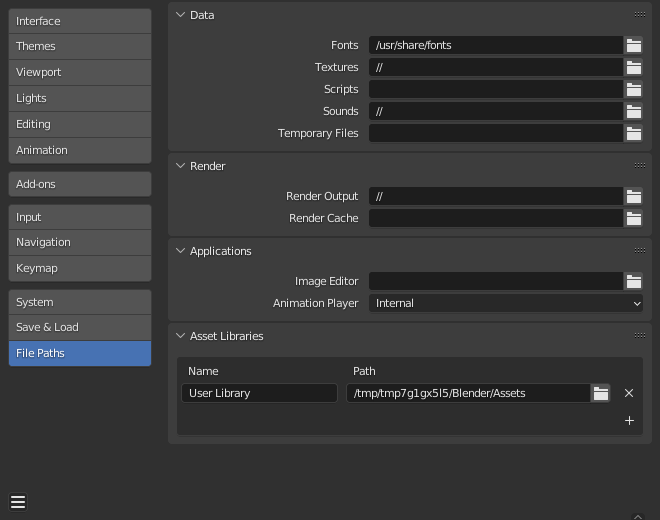 Interface
Themes
Viewport
Lights
Editing
Animation
Add-ons
Input
Navigation
Keymap
System
Save & Load
File Paths
Data
Fonts /usr/share/fonts
Textures //
Scripts
Sounds //
Temporary Files
Render
Render Output //
Render Cache
Applications
Image Editor
Animation Player Internal
Asset Libraries
Name Path
User Library /tmp/tmp7g1gx5l5/Blender/Assets